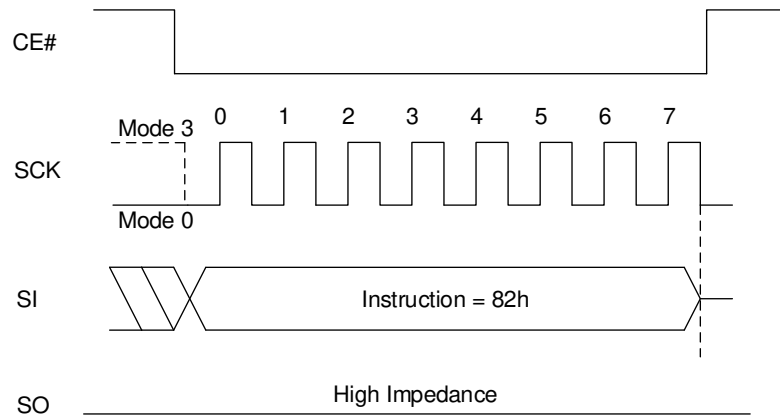 CE#
0 1 2 3 4 5 6 7
Mode 3
SCK
Mode 0
SI
Instruction = 82h
High Impedance
SO